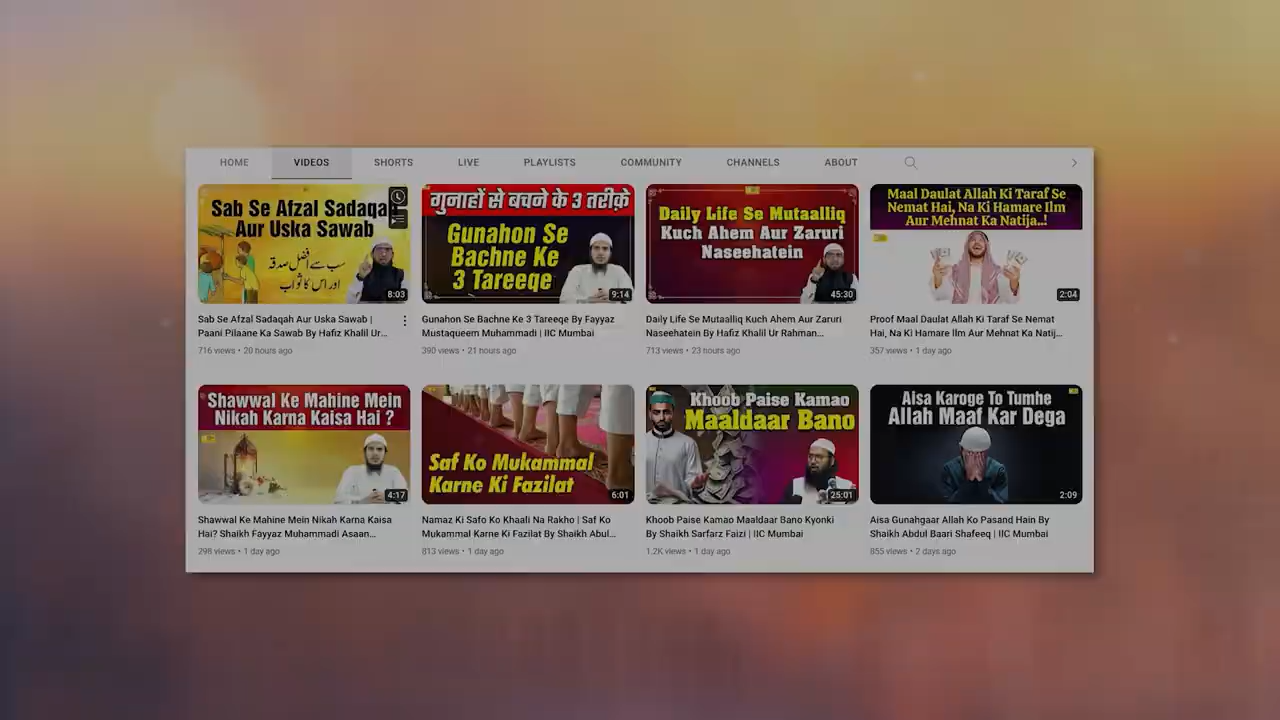 HOME VIDEOS SHORTS LIVE PLAYLISTS COMMUNITY CHANNELS ABOUT
Sab Se Afzal Sadaqah
Aur Uska Sawab
سب سے افضل صدقہ
اور اس کا ثواب
8:03
Sab Se Afzal Sadaqah Aur Uska Sawab |
Paani Pilaane Ka Sawab By Hafiz Khalil Ur...
716 views • 20 hours ago
गुनाहों से बचने के 3 तरीक़े
Gunahon Se
Bachne Ke
3 Tareeqe
9:14
Gunahon Se Bachne Ke 3 Tareeqe By Fayyaz
Mustaqueem Muhammadi | IIC Mumbai
390 views • 21 hours ago
Daily Life Se Mutaalliq
Kuch Ahem Aur Zaruri
Naseehatein
45:30
Daily Life Se Mutaalliq Kuch Ahem Aur Zaruri
Naseehatein By Hafiz Khalil Ur Rahman...
713 views • 23 hours ago
Maal Daulat Allah Ki Taraf Se
Nemat Hai, Na Ki Hamare Ilm
Aur Mehnat Ka Natija..!
2:04
Proof Maal Daulat Allah Ki Taraf Se Nemat
Hai, Na Ki Hamare Ilm Aur Mehnat Ka Natij...
357 views • 1 day ago
Shawwal Ke Mahine Mein
Nikah Karna Kaisa Hai ?
4:17
Shawwal Ke Mahine Mein Nikah Karna Kaisa
Hai? Shaikh Fayyaz Muhammadi Asaan...
298 views • 1 day ago
Saf Ko Mukammal
Karne Ki Fazilat
6:01
Namaz Ki Safo Ko Khaali Na Rakho | Saf Ko
Mukammal Karne Ki Fazilat By Shaikh Abul...
813 views • 1 day ago
Khoob Paise Kamao
Maaldaar Bano
25:01
Khoob Paise Kamao Maaldaar Bano Kyonki
By Shaikh Sarfarz Faizi | IIC Mumbai
1.2K views • 1 day ago
Aisa Karoge To Tumhe
Allah Maaf Kar Dega
2:09
Aisa Gunahgaar Allah Ko Pasand Hain By
Shaikh Abdul Baari Shafeeq | IIC Mumbai
855 views • 2 days ago